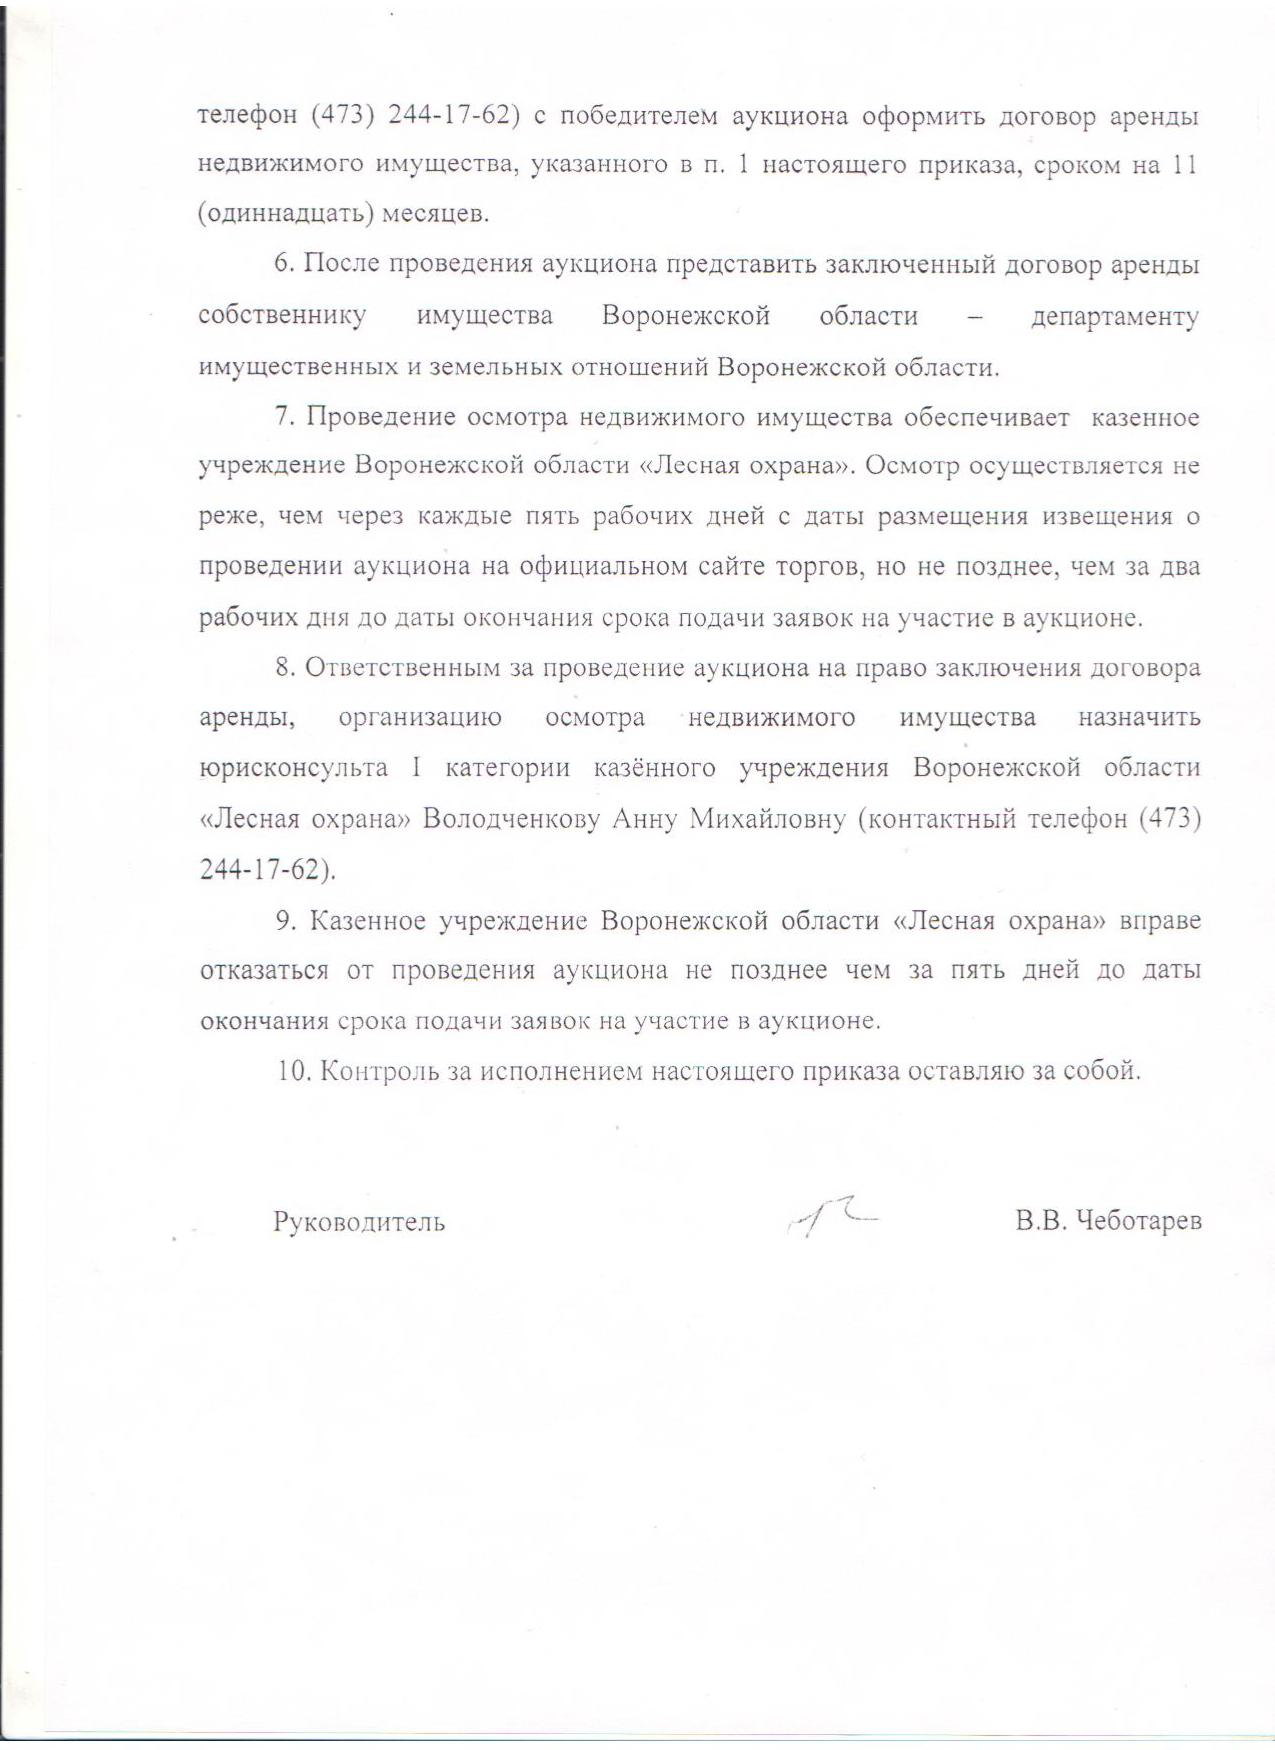 телефон (473) 244-17-62) с победителем аукциона оформить договор аренды
недвижимого имущества, указанного в п. 1 настоящего приказа, сроком на 11
(одиннадцать) месяцев.
6. После проведения аукциона представить заключенный договор аренды
собственнику имущества Воронежской области – департаменту
имущественных и земельных отношений Воронежской области.
7. Проведение осмотра недвижимого имущества обеспечивает казенное
учреждение Воронежской области «Лесная охрана». Осмотр осуществляется не
реже, чем через каждые пять рабочих дней с даты размещения извещения о
проведении аукциона на официальном сайте торгов, но не позднее, чем за два
рабочих дня до даты окончания срока подачи заявок на участие в аукционе.
8. Ответственным за проведение аукциона на право заключения договора
аренды, организацию осмотра недвижимого имущества назначить
юрисконсульта I категории казённого учреждения Воронежской области
«Лесная охрана» Володченкову Анну Михайловну (контактный телефон (473)
244-17-62).
9. Казенное учреждение Воронежской области «Лесная охрана» вправе
отказаться от проведения аукциона не позднее чем за пять дней до даты
окончания срока подачи заявок на участие в аукционе.
10. Контроль за исполнением настоящего приказа оставляю за собой.
Руководитель В.В. Чеботарев